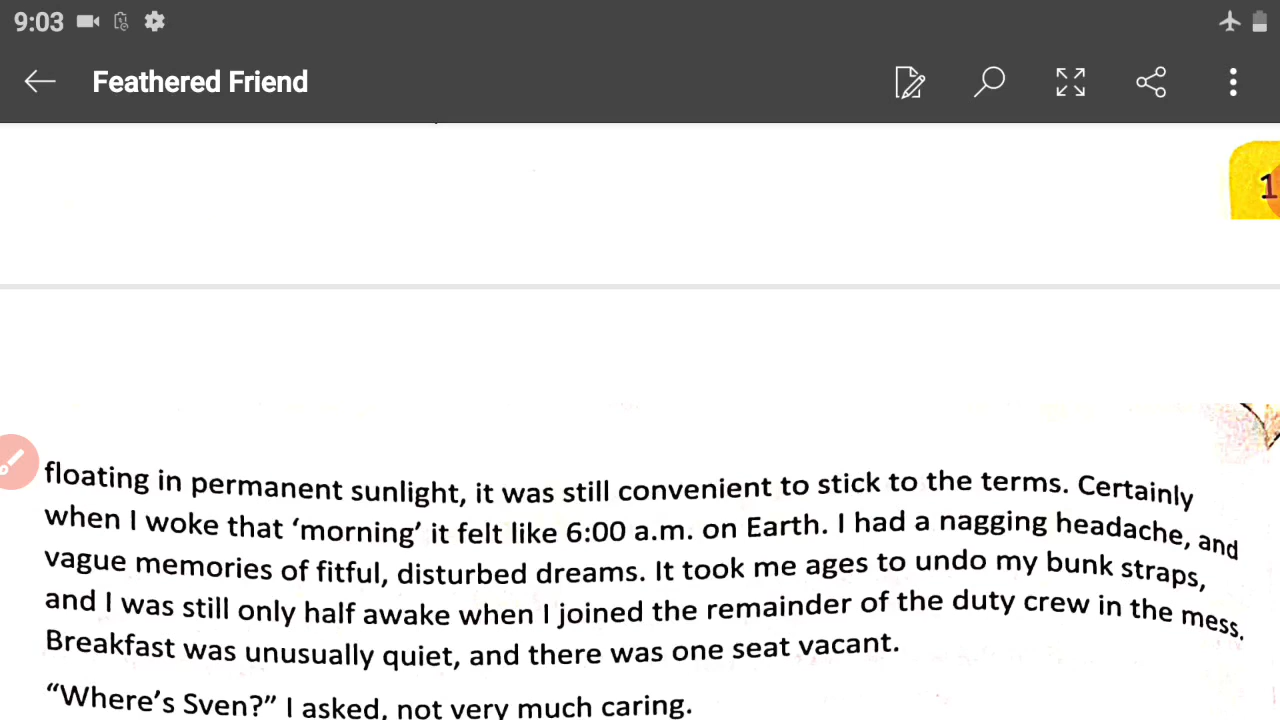 9:03
Feathered Friend
1
floating in permanent sunlight, it was still convenient to stick to the terms. Certainly
when I woke that ‘morning’ it felt like 6:00 a.m. on Earth. I had a nagging headache, and
vague memories of fitful, disturbed dreams. It took me ages to undo my bunk straps,
and I was still only half awake when I joined the remainder of the duty crew in the mess.
Breakfast was unusually quiet, and there was one seat vacant.
“Where’s Sven?” I asked, not very much caring.